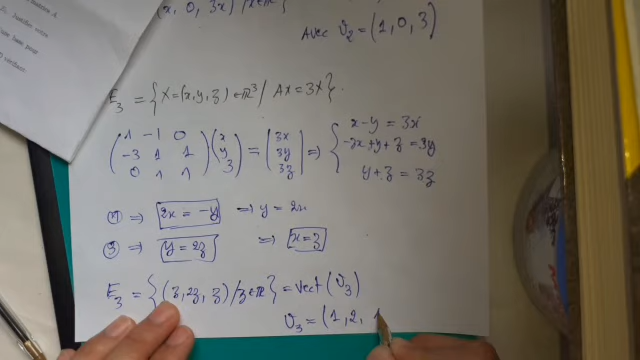 (x, 0, 3x) /x∈ℝ}
Avec V₂ = (1, 0, 3)
E₃ = {X=(x,y,z)∈ℝ³ / AX=3X}.
(1 -1 0; -3 1 1; 0 1 1)(x; y; z) = (3x; 3y; 3z) ⇒ { x-y = 3x; -3x+y+z = 3y; y+z = 3z
① ⇒ 2x = -y ⇒ y = 2x
③ ⇒ y = 2z ⇒ x = z
E₃ = {(z, 2z, z) / z∈ℝ} = Vect(V₃)
V₃ = (1, 2, 1